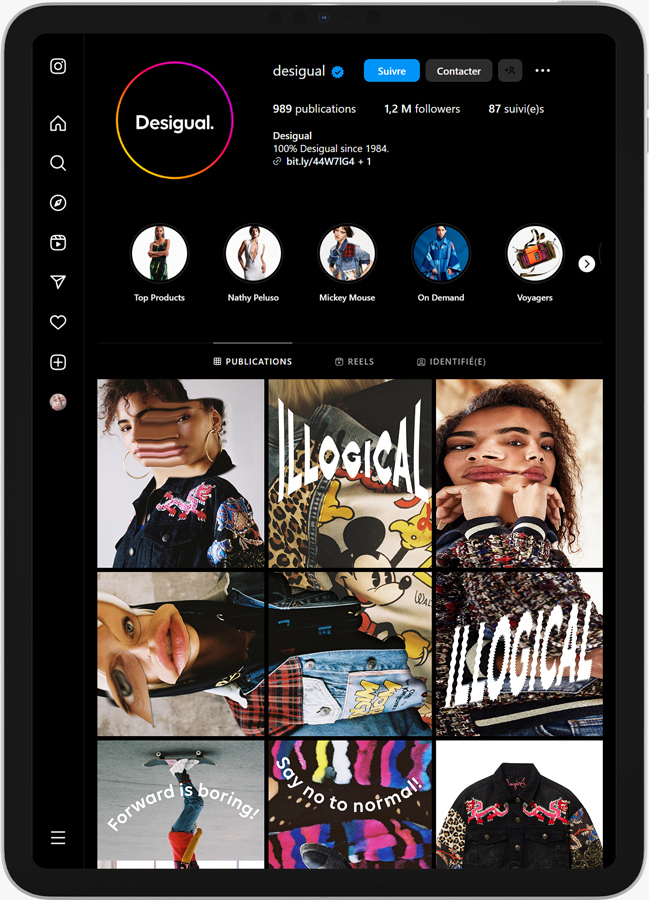 desigual
Suivre
Contacter
989 publications
1,2 M followers
87 suivi(e)s
Desigual.
Desigual
100% Desigual since 1984.
bit.ly/44W7lG4 + 1
Top Products
Nathy Peluso
Mickey Mouse
On Demand
Voyagers
PUBLICATIONS
REELS
IDENTIFIÉ(E)
ILLOGICAL
ILLOGICAL
Forward is boring!
Say no to normal!